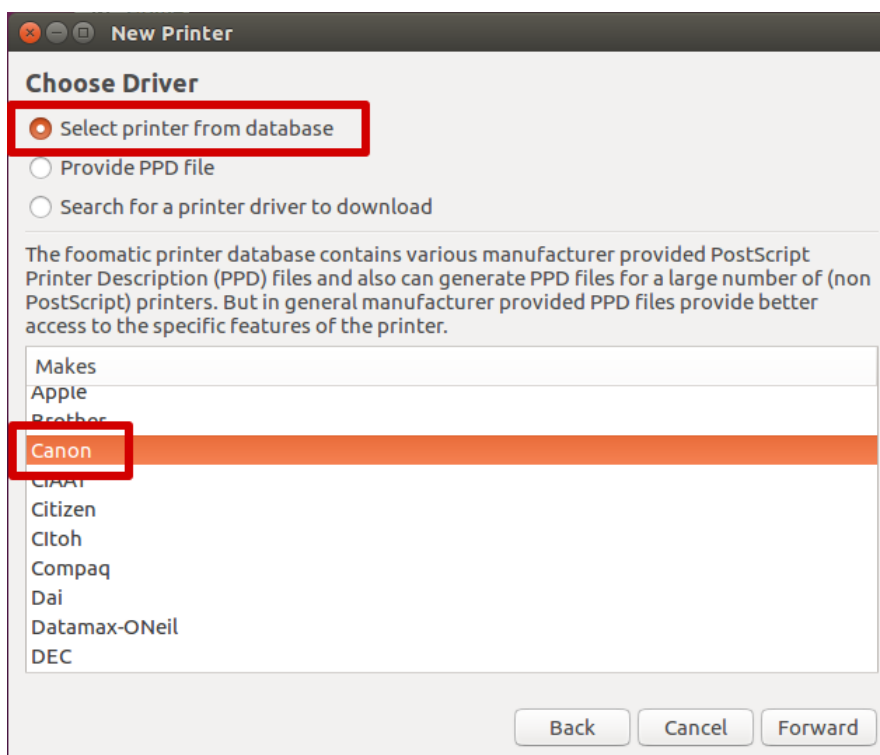 New Printer
Choose Driver
Select printer from database
Provide PPD file
Search for a printer driver to download
The foomatic printer database contains various manufacturer provided PostScript
Printer Description (PPD) files and also can generate PPD files for a large number of (non
PostScript) printers. But in general manufacturer provided PPD files provide better
access to the specific features of the printer.
Makes
Apple
Brother
Canon
CIAAT
Citizen
CItoh
Compaq
Dai
Datamax-ONeil
DEC
Back Cancel Forward